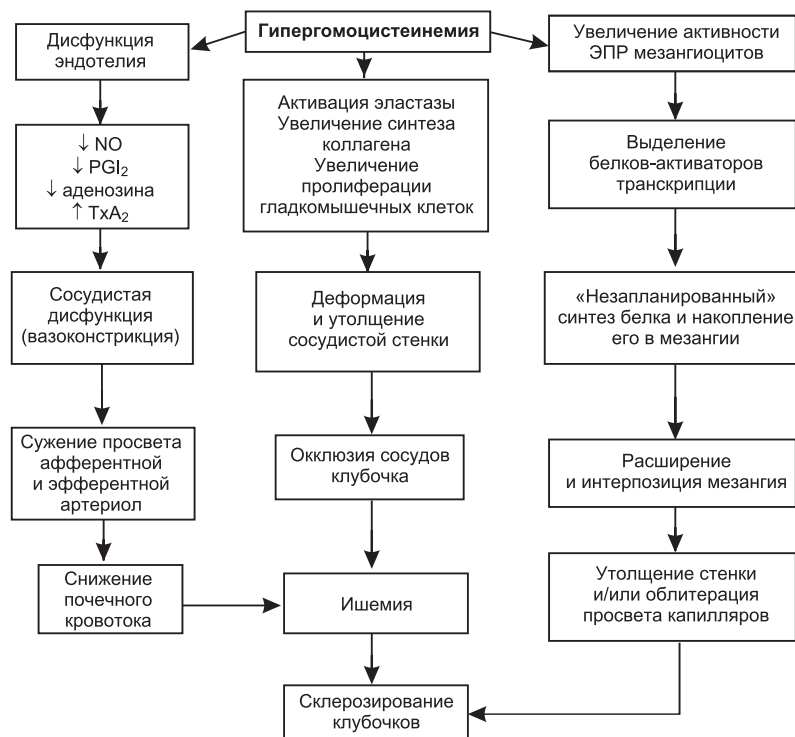 Гипергомоцистеинемия
Дисфункция
эндотелия
↓ NO
↓ PGI₂
↓ аденозина
↑ TxA₂
Сосудистая
дисфункция
(вазоконстрикция)
Сужение просвета
афферентной
и эфферентной
артериол
Снижение
почечного
кровотока
Активация эластазы
Увеличение синтеза
коллагена
Увеличение
пролиферации
гладкомышечных клеток
Деформация
и утолщение
сосудистой стенки
Окклюзия сосудов
клубочка
Ишемия
Склерозирование
клубочков
Увеличение активности
ЭПР мезангиоцитов
Выделение
белков-активаторов
транскрипции
«Незапланированный»
синтез белка и накопление
его в мезангии
Расширение
и интерпозиция мезангия
Утолщение стенки
и/или облитерация
просвета капилляров